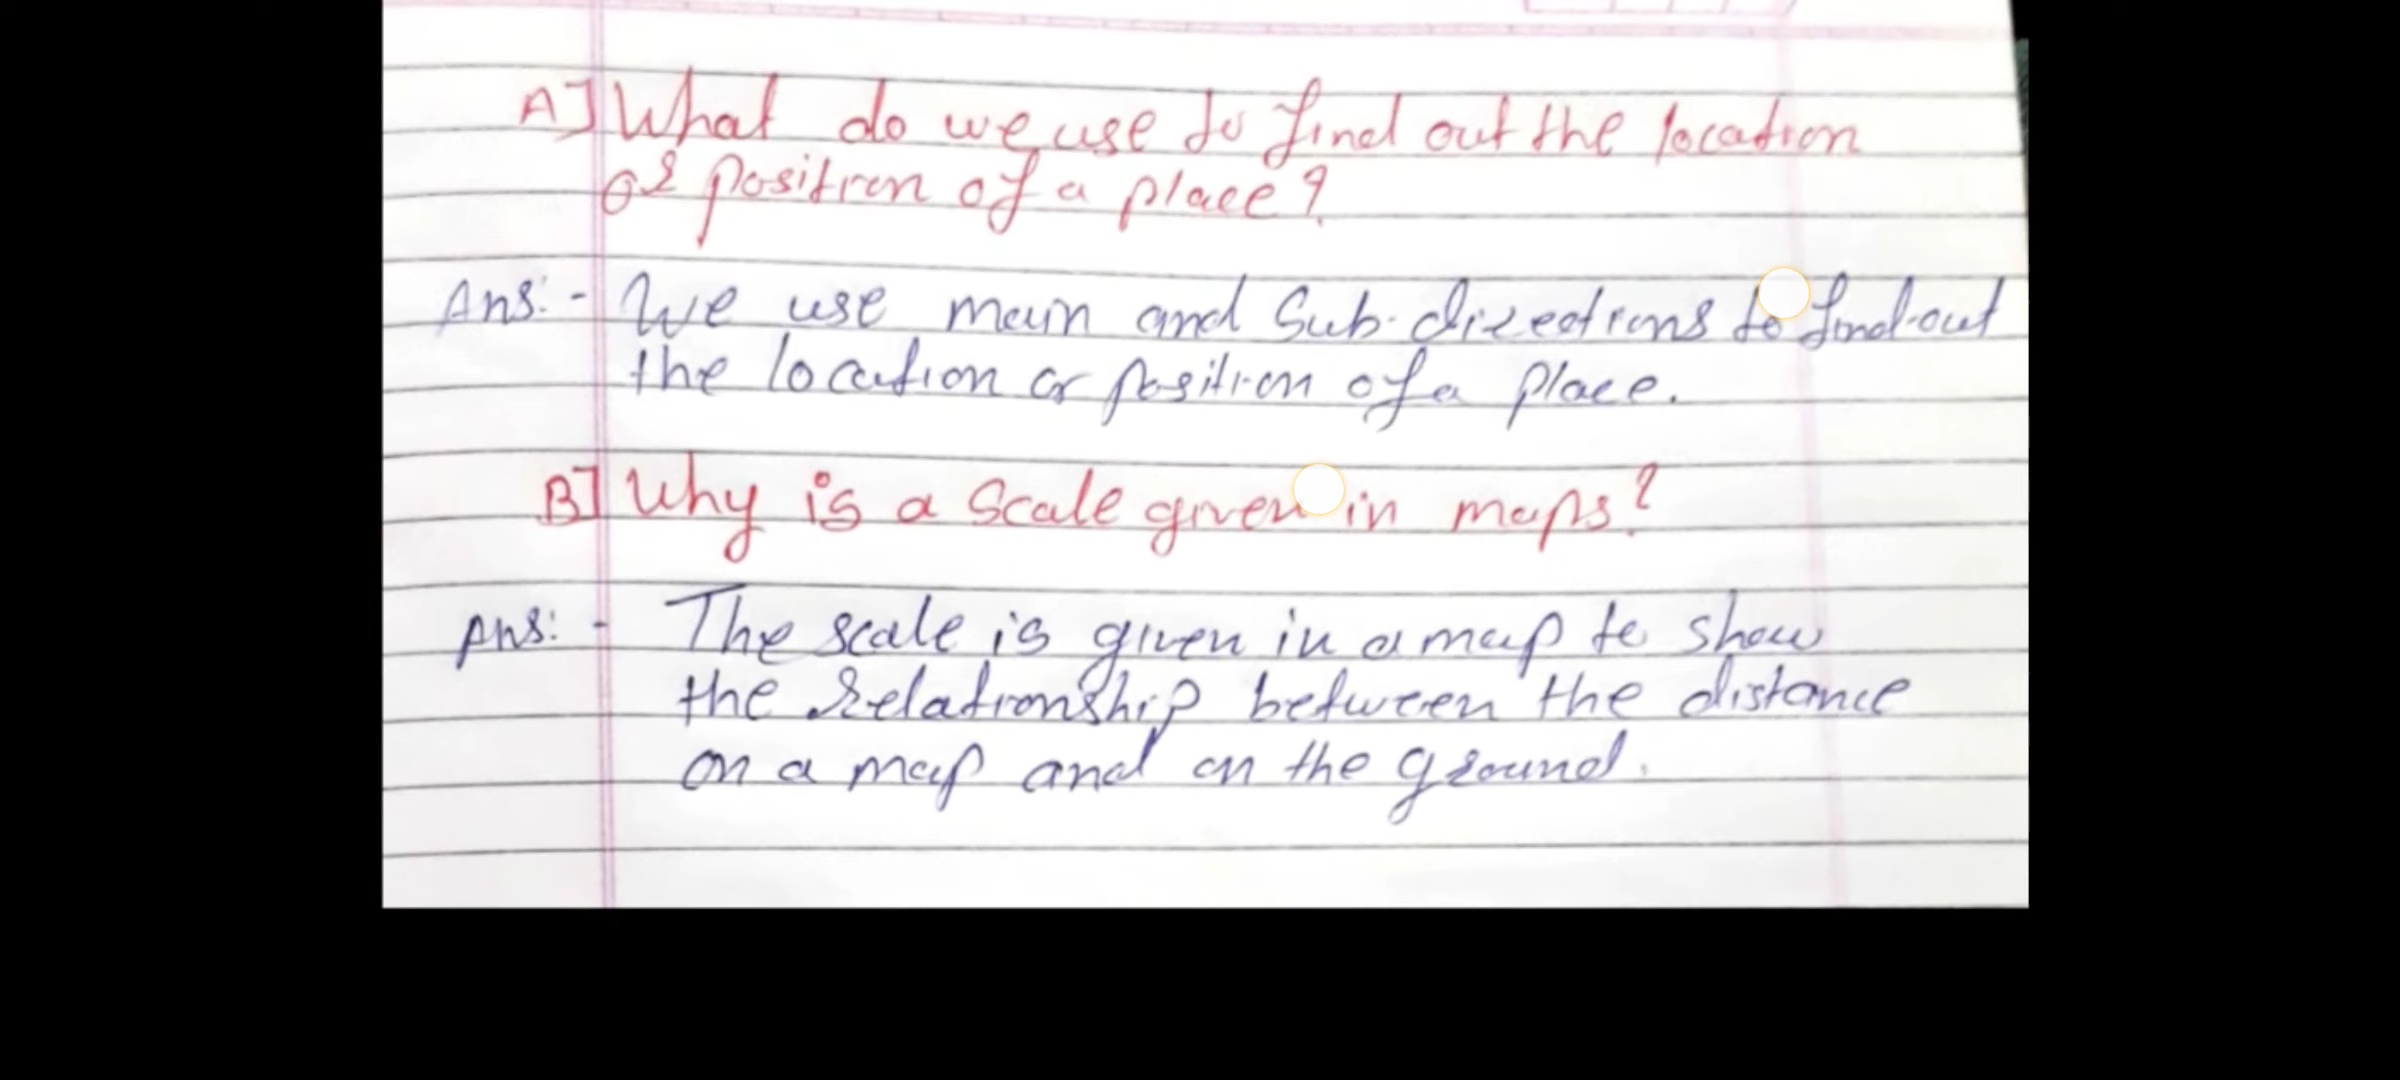 A] What do we use to find out the location
or position of a place?
Ans:- We use main and Sub-directions to find-out
the location or position of a place.
B] Why is a Scale given in maps?
Ans:- The scale is given in a map to show
the relationship between the distance
on a map and on the ground.